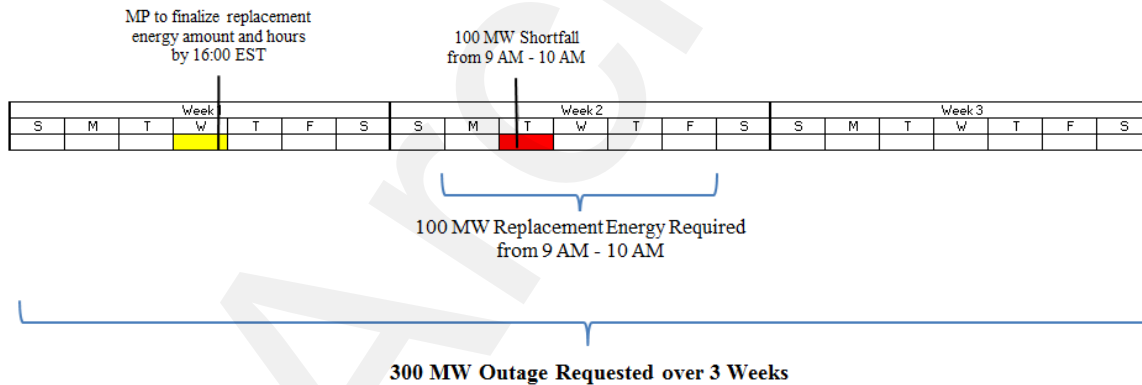 MP to finalize replacement
energy amount and hours
by 16:00 EST
100 MW Shortfall
from 9 AM - 10 AM
Week 1 Week 2 Week 3
S M T W T F S S M T W T F S S M T W T F S
100 MW Replacement Energy Required
from 9 AM - 10 AM
300 MW Outage Requested over 3 Weeks